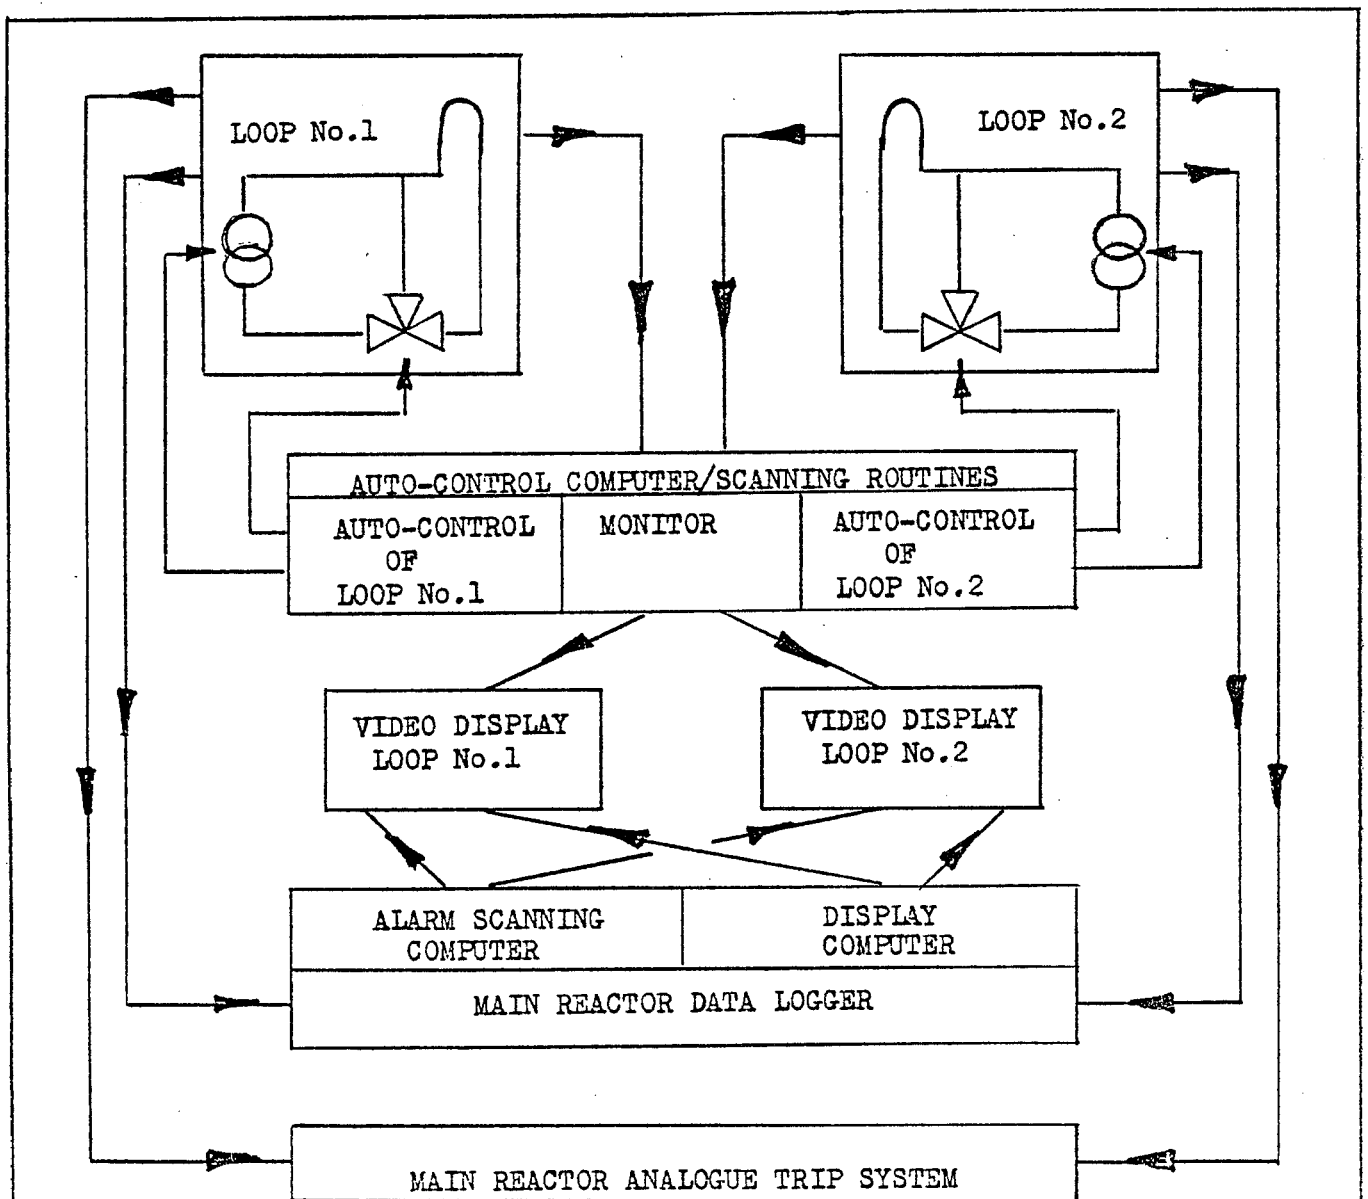 LOOP No.1
LOOP No.2
AUTO-CONTROL COMPUTER/SCANNING ROUTINES
AUTO-CONTROL
OF
LOOP No.1
MONITOR
AUTO-CONTROL
OF
LOOP No.2
VIDEO DISPLAY
LOOP No.1
VIDEO DISPLAY
LOOP No.2
ALARM SCANNING
COMPUTER
DISPLAY
COMPUTER
MAIN REACTOR DATA LOGGER
MAIN REACTOR ANALOGUE TRIP SYSTEM